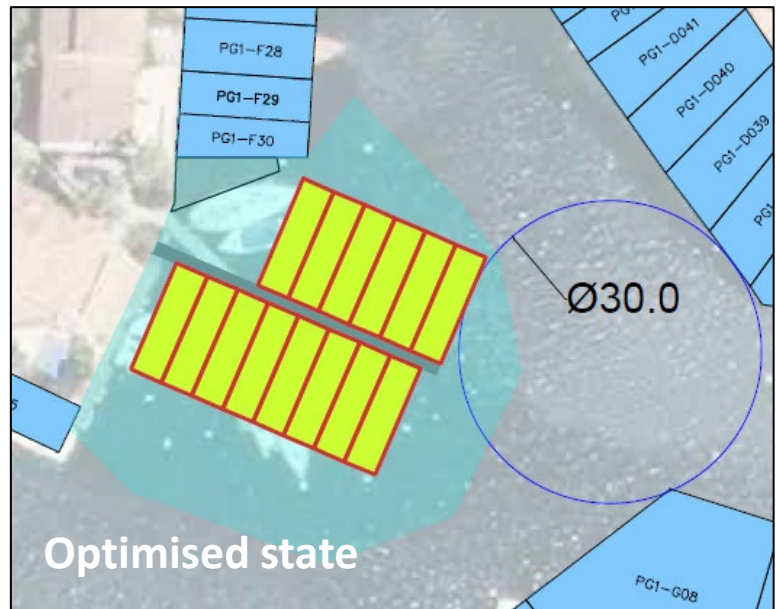 PG1-F28
PG1-D041
PG1-D040
PG1-F29
PG1-F30
PG1-D039
Ø30.0
Optimised state
PG1-G08